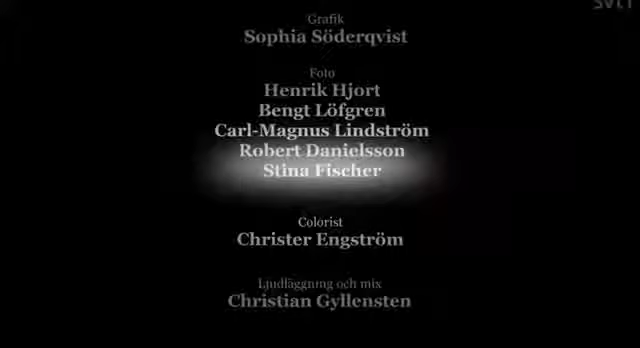 SVT1
Grafik
Sophia Söderqvist
Foto
Henrik Hjort
Bengt Löfgren
Carl-Magnus Lindström
Robert Danielsson
Stina Fischer
Colorist
Christer Engström
Ljudläggning och mix
Christian Gyllensten